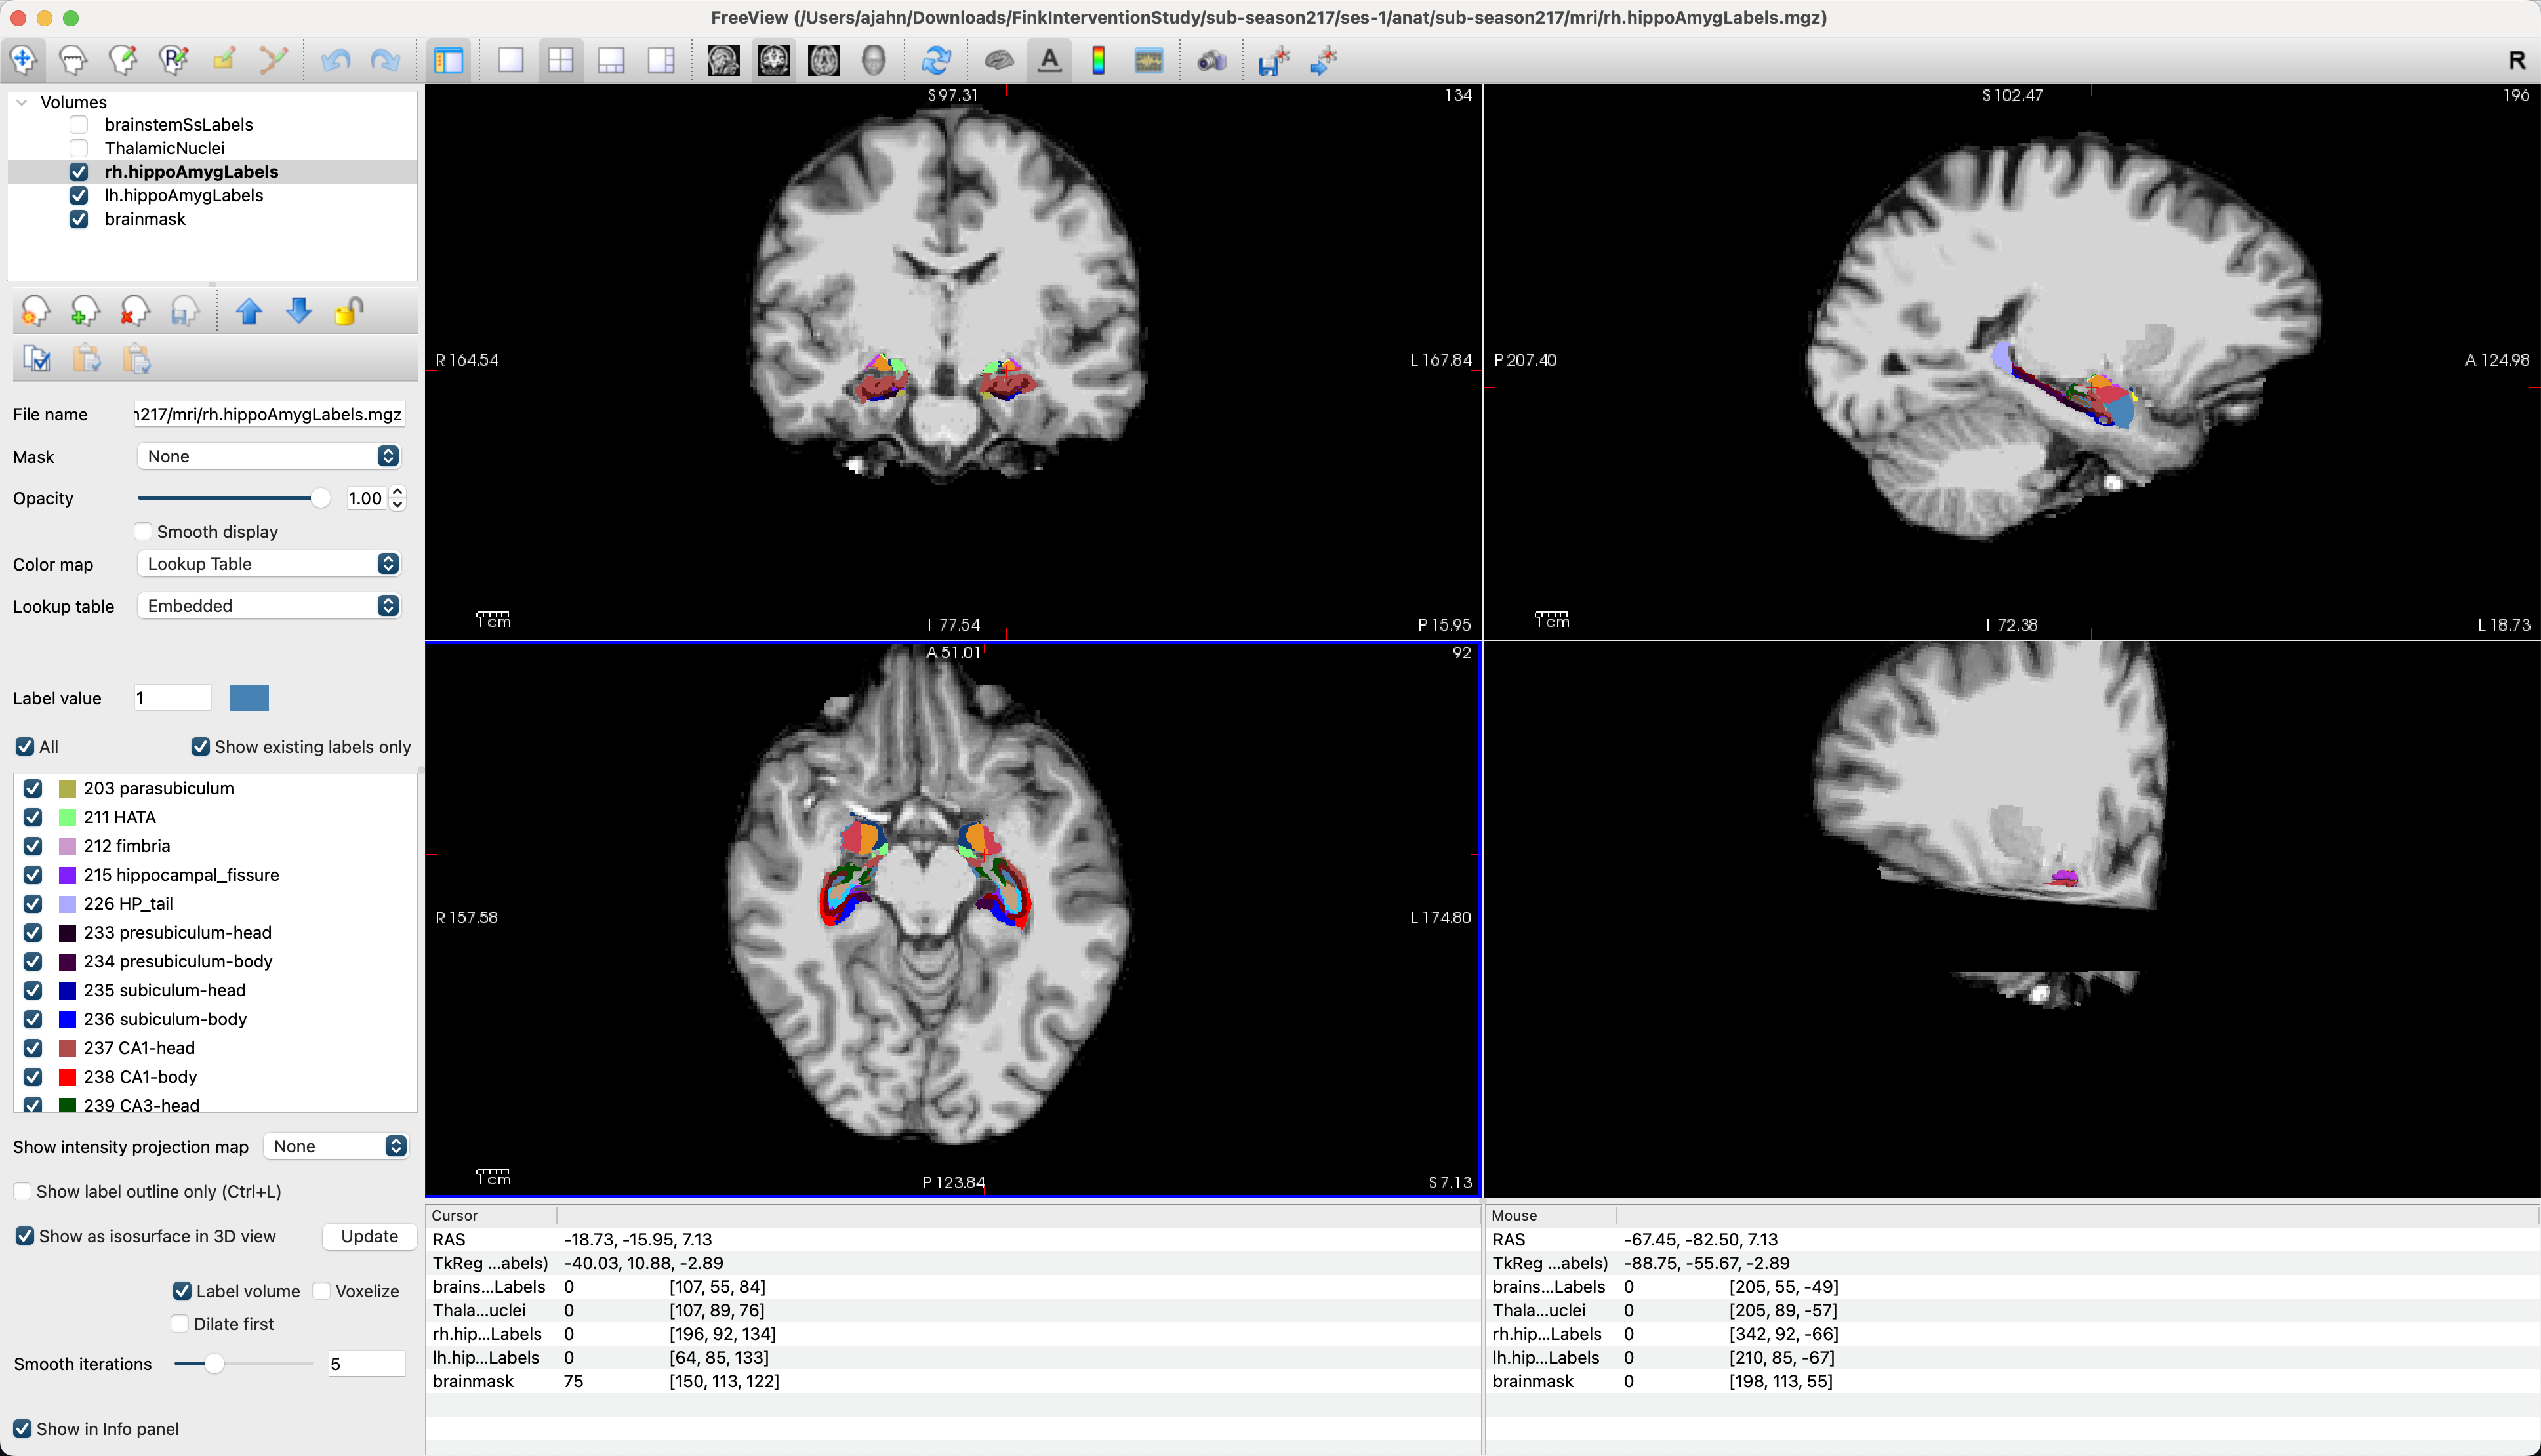 FreeView (/Users/ajahn/Downloads/FinkInterventionStudy/sub-season217/ses-1/anat/sub-season217/mri/rh.hippoAmygLabels.mgz)
R
Volumes
brainstemSsLabels
ThalamicNuclei
rh.hippoAmygLabels
lh.hippoAmygLabels
brainmask
File name
217/mri/rh.hippoAmygLabels.mgz
Mask
None
Opacity
1.00
Smooth display
Color map
Lookup Table
Lookup table
Embedded
Label value
1
All
Show existing labels only
203 parasubiculum
211 HATA
212 fimbria
215 hippocampal_fissure
226 HP_tail
233 presubiculum-head
234 presubiculum-body
235 subiculum-head
236 subiculum-body
237 CA1-head
238 CA1-body
239 CA3-head
Show intensity projection map
None
Show label outline only (Ctrl+L)
Show as isosurface in 3D view
Update
Label volume
Voxelize
Dilate first
Smooth iterations
5
Show in Info panel
S 97.31
134
R 164.54
L 167.84
1 cm
I 77.54
P 15.95
S 102.47
196
P 207.40
A 124.98
1 cm
I 72.38
L 18.73
A 51.01
92
R 157.58
L 174.80
1 cm
P 123.84
S 7.13
Cursor
RAS -18.73, -15.95, 7.13
TkReg ...abels) -40.03, 10.88, -2.89
brains...Labels 0 [107, 55, 84]
Thala...uclei 0 [107, 89, 76]
rh.hip...Labels 0 [196, 92, 134]
lh.hip...Labels 0 [64, 85, 133]
brainmask 75 [150, 113, 122]
Mouse
RAS -67.45, -82.50, 7.13
TkReg ...abels) -88.75, -55.67, -2.89
brains...Labels 0 [205, 55, -49]
Thala...uclei 0 [205, 89, -57]
rh.hip...Labels 0 [342, 92, -66]
lh.hip...Labels 0 [210, 85, -67]
brainmask 0 [198, 113, 55]